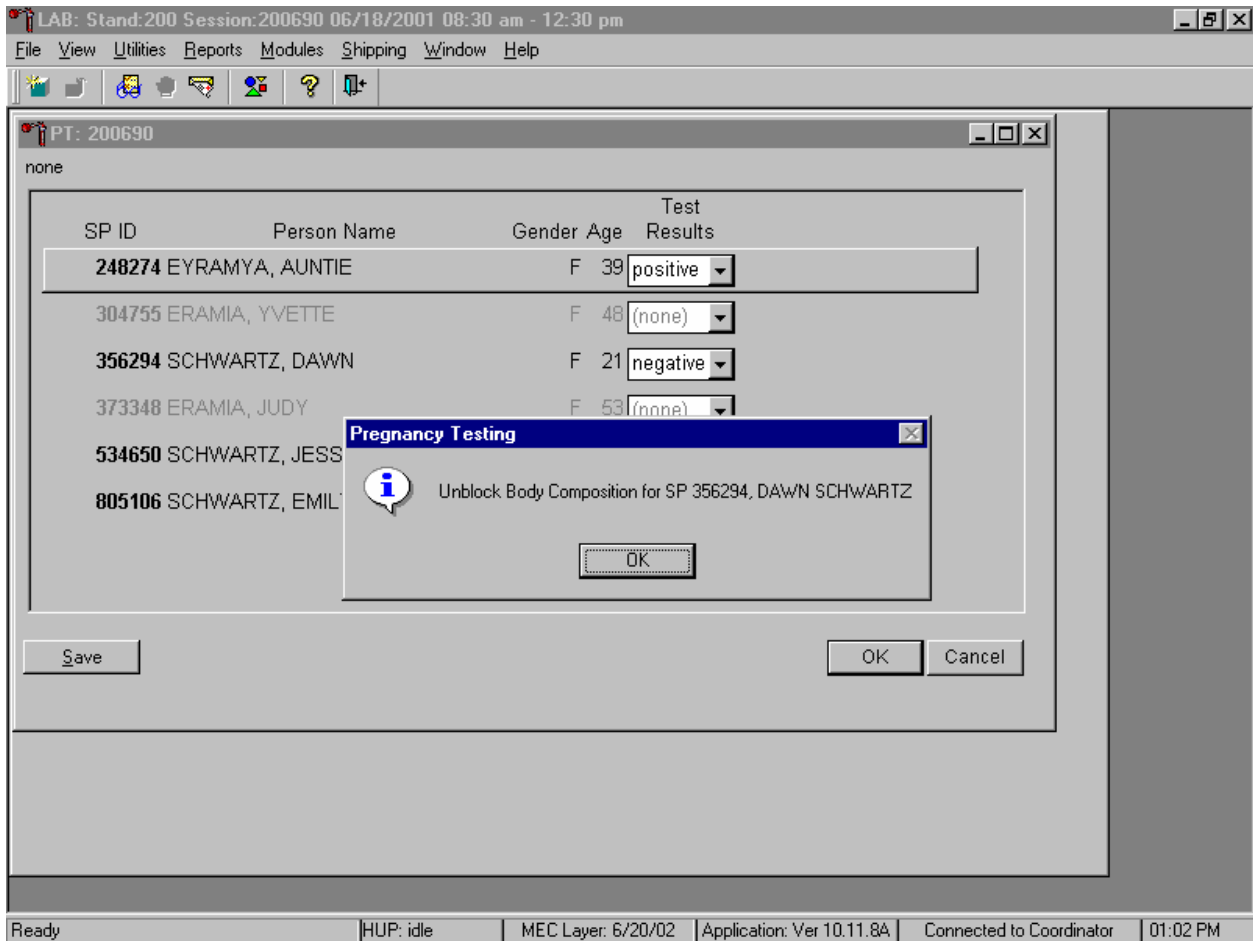 LAB: Stand:200 Session:200690 06/18/2001 08:30 am - 12:30 pm
File View Utilities Reports Modules Shipping Window Help
PT: 200690
none
Test
SP ID Person Name Gender Age Results
248274 EYRAMYA, AUNTIE F 39 positive
304755 ERAMIA, YVETTE F 48 (none)
356294 SCHWARTZ, DAWN F 21 negative
373348 ERAMIA, JUDY F 53 (none)
Pregnancy Testing
534650 SCHWARTZ, JESS
Unblock Body Composition for SP 356294, DAWN SCHWARTZ
805106 SCHWARTZ, EMIL
OK
Save OK Cancel
Ready HUP: idle MEC Layer: 6/20/02 Application: Ver 10.11.8A Connected to Coordinator 01:02 PM